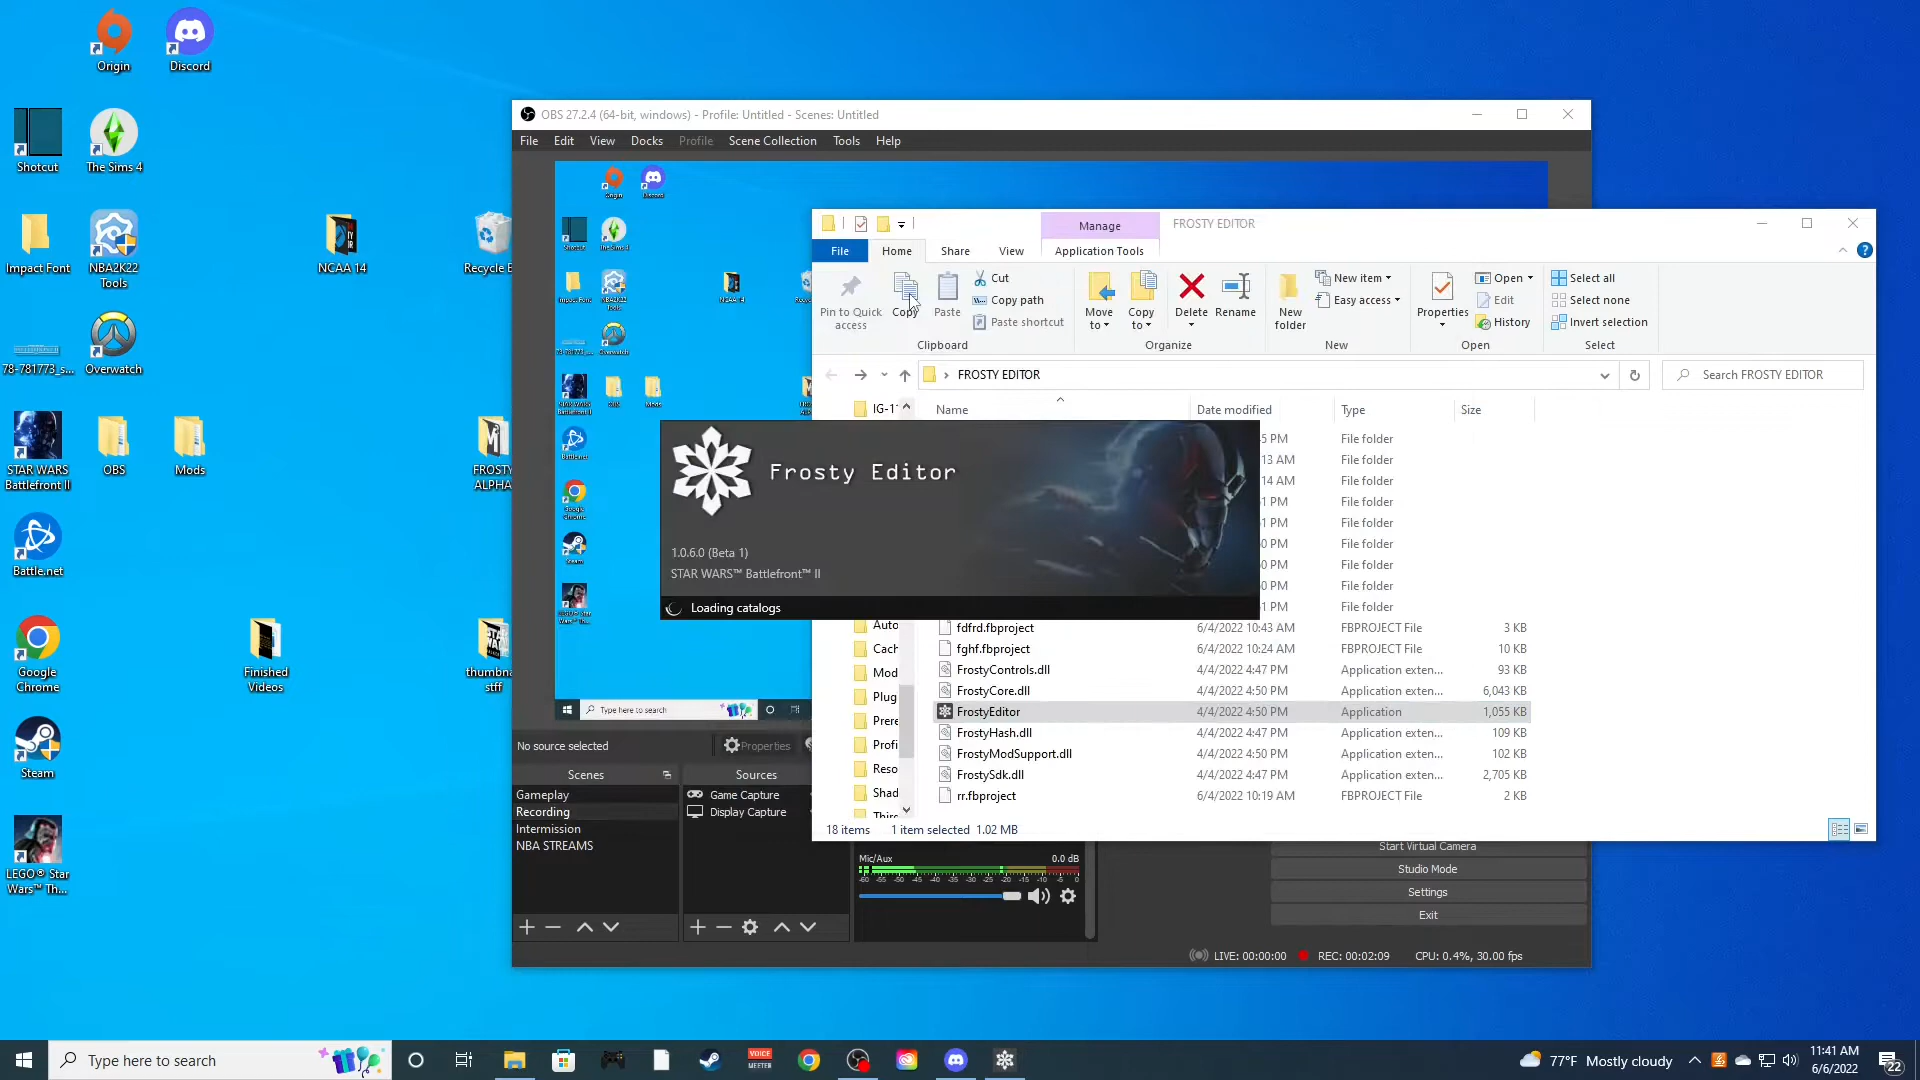 Origin
Discord
Shotcut
The Sims 4
Impact Font
NBA2K22
Tools
NCAA 14
Recycle B
78-781773_s...
Overwatch
STAR WARS
Battlefront II
OBS
Mods
FROSTY
ALPHA
Battle.net
Google
Chrome
Finished
Videos
thumbna
stff
Steam
LEGO® Star
Wars™ Th...
OBS 27.2.4 (64-bit, windows) - Profile: Untitled - Scenes: Untitled
File Edit View Docks Profile Scene Collection Tools Help
Origin
Type here to search
No source selected
Properties
Scenes
Sources
Gameplay
Recording
Intermission
NBA STREAMS
Game Capture
Display Capture
Mic/Aux
0.0 dB
-60 -55 -50 -45 -40 -35 -30 -25 -20 -15 -10 -5 0
Start Virtual Camera
Studio Mode
Settings
Exit
LIVE: 00:00:00
REC: 00:02:09
CPU: 0.4%, 30.00 fps
Manage
FROSTY EDITOR
File Home Share View Application Tools
Pin to Quick
access
Copy
Paste
Cut
Copy path
Paste shortcut
Clipboard
Move
to
Copy
to
Delete
Rename
Organize
New
folder
New item
Easy access
New
Properties
Open
Edit
History
Open
Select all
Select none
Invert selection
Select
FROSTY EDITOR
Search FROSTY EDITOR
IG-1
Name Date modified Type Size
5 PM File folder
13 AM File folder
14 AM File folder
1 PM File folder
1 PM File folder
0 PM File folder
0 PM File folder
0 PM File folder
1 PM File folder
Frosty Editor
1.0.6.0 (Beta 1)
STAR WARS™ Battlefront™ II
Loading catalogs
Auto
Cach
Mod
Plug
Prere
Profi
Reso
Shad
fdfrd.fbproject 6/4/2022 10:43 AM FBPROJECT File 3 KB
fghf.fbproject 6/4/2022 10:24 AM FBPROJECT File 10 KB
FrostyControls.dll 4/4/2022 4:47 PM Application exten... 93 KB
FrostyCore.dll 4/4/2022 4:50 PM Application exten... 6,043 KB
FrostyEditor 4/4/2022 4:50 PM Application 1,055 KB
FrostyHash.dll 4/4/2022 4:47 PM Application exten... 109 KB
FrostyModSupport.dll 4/4/2022 4:50 PM Application exten... 102 KB
FrostySdk.dll 4/4/2022 4:47 PM Application exten... 2,705 KB
rr.fbproject 6/4/2022 10:19 AM FBPROJECT File 2 KB
18 items 1 item selected 1.02 MB
Type here to search
VOICE
MEETER
77°F Mostly cloudy
11:41 AM
6/6/2022
22